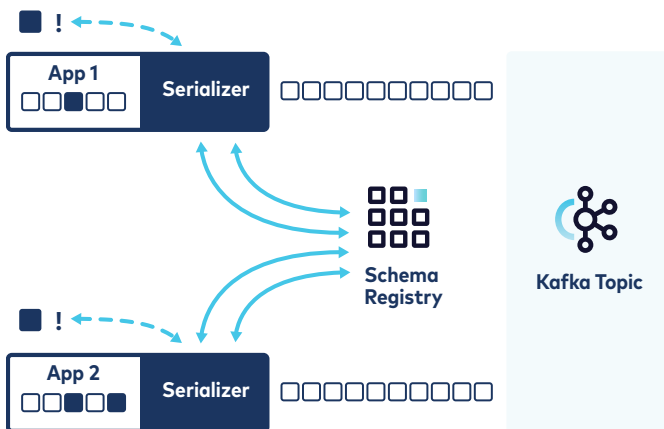 !
App 1
Serializer
Schema
Registry
Kafka Topic
!
App 2
Serializer